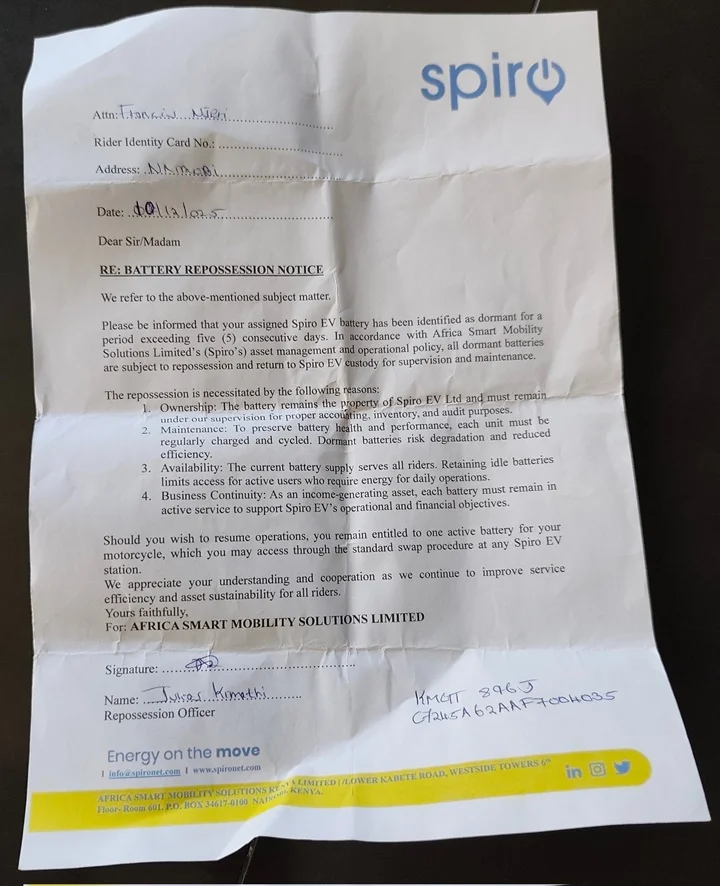 spiro
Attn: Francis Njeri
Rider Identity Card No.:
Address: NAIROBI
Date: 10/12/025
Dear Sir/Madam
RE: BATTERY REPOSSESSION NOTICE
We refer to the above-mentioned subject matter.
Please be informed that your assigned Spiro EV battery has been identified as dormant for a
period exceeding five (5) consecutive days. In accordance with Africa Smart Mobility
Solutions Limited's (Spiro's) asset management and operational policy, all dormant batteries
are subject to repossession and return to Spiro EV custody for supervision and maintenance.
The repossession is necessitated by the following reasons:
1. Ownership: The battery remains the property of Spiro EV Ltd and must remain
under our supervision for proper accounting, inventory, and audit purposes.
2. Maintenance: To preserve battery health and performance, each unit must be
regularly charged and cycled. Dormant batteries risk degradation and reduced
efficiency.
3. Availability: The current battery supply serves all riders. Retaining idle batteries
limits access for active users who require energy for daily operations.
4. Business Continuity: As an income-generating asset, each battery must remain in
active service to support Spiro EV's operational and financial objectives.
Should you wish to resume operations, you remain entitled to one active battery for your
motorcycle, which you may access through the standard swap procedure at any Spiro EV
station.
We appreciate your understanding and cooperation as we continue to improve service
efficiency and asset sustainability for all riders.
Yours faithfully,
For: AFRICA SMART MOBILITY SOLUTIONS LIMITED
Signature:
Name: Kimathi
Repossession Officer
KMGT 896J
Energy on the move
I info@spironet.com I www.spironet.com
AFRICA SMART MOBILITY SOLUTIONS KENYA LIMITED | /LOWER KABETE ROAD, WESTSIDE TOWERS 6th
Floor- Room 601. P.O. BOX 34617-0100 NAIROBI, KENYA.
in